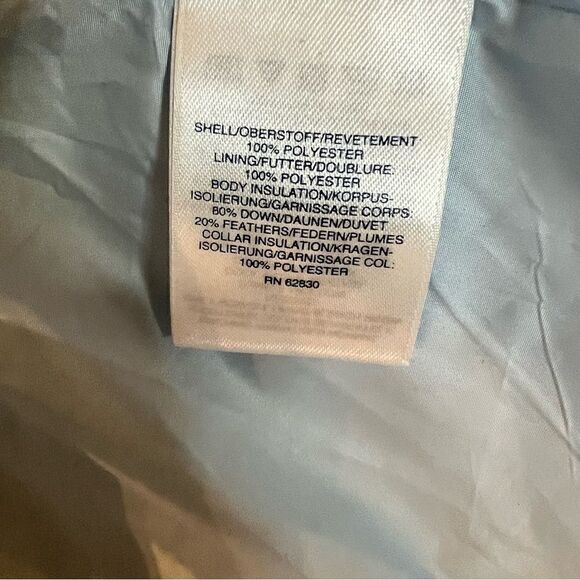 SHELL/OBERSTOFF/REVETEMENT
100% POLYESTER
LINING/FUTTER/DOUBLURE:
100% POLYESTER
BODY INSULATION/KORPUS-
ISOLIERUNG/GARNISSAGE CORPS:
80% DOWN/DAUNEN/DUVET
20% FEATHERS/FEDERN/PLUMES
COLLAR INSULATION/KRAGEN-
ISOLIERUNG/GARNISSAGE COL:
100% POLYESTER
RN 62830